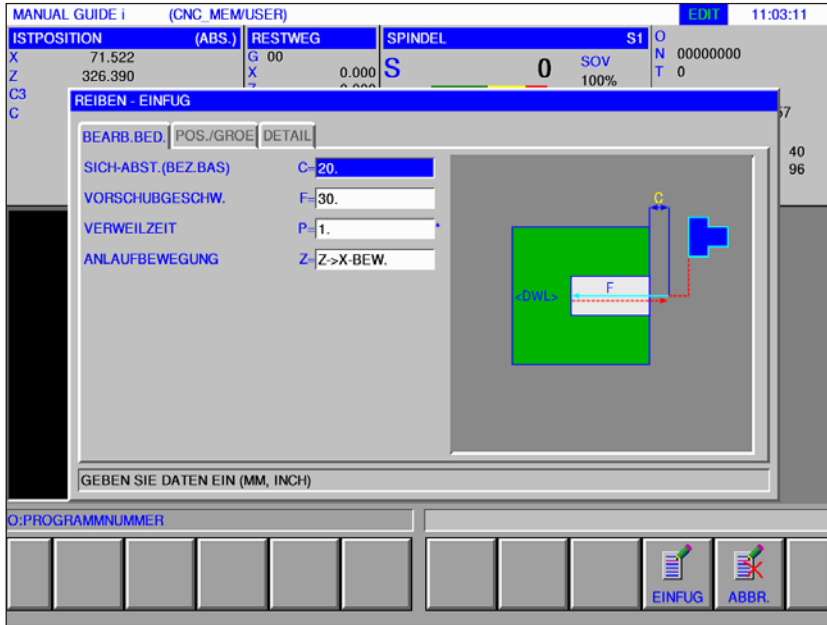 MANUAL GUIDE i (CNC_MEM/USER) EDIT 11:03:11
ISTPOSITION (ABS.) RESTWEG SPINDEL S1 O
X 71.522 G 00 N 00000000
Z 326.390 X 0.000 S 0 SOV 100% T 0
C3
C
REIBEN - EINFUG
57
40
96
BEARB.BED. POS./GROE DETAIL
SICH-ABST.(BEZ.BAS) C=20.
VORSCHUBGESCHW. F=30.
VERWEILZEIT P=1. *
ANLAUFBEWEGUNG Z=Z->X-BEW.
C
<DWL> F
GEBEN SIE DATEN EIN (MM, INCH)
O:PROGRAMMNUMMER
EINFUG ABBR.